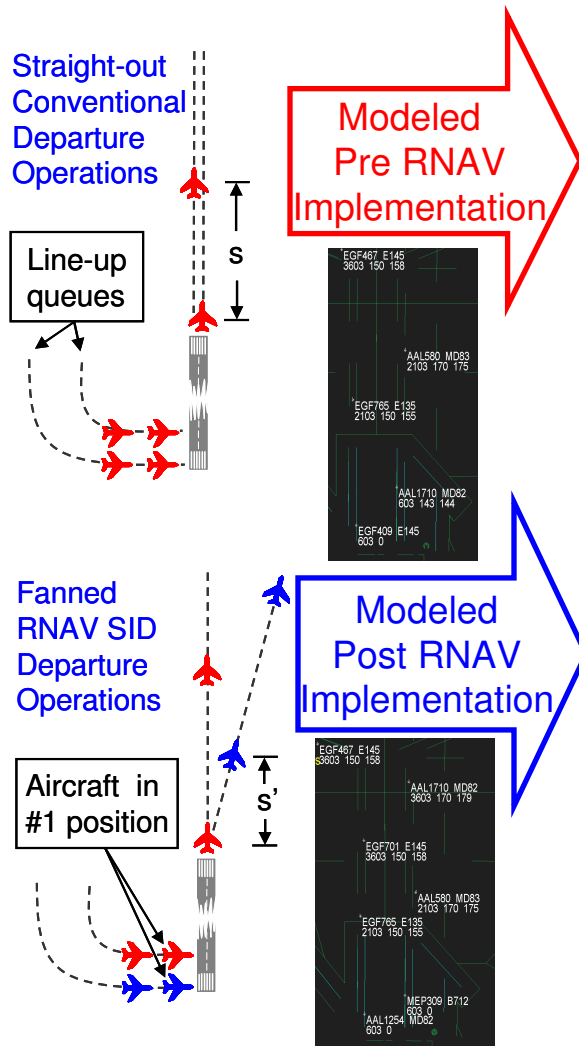 Straight-out
Conventional
Departure
Operations
Modeled
Pre RNAV
Implementation
Line-up
queues
S
EGF467 E145
3603 150 158
AAL580 MD83
2103 170 175
EGF765 E135
2103 150 155
AAL1710 MD82
603 143 144
EGF409 E145
603 0
Fanned
RNAV SID
Departure
Operations
Modeled
Post RNAV
Implementation
Aircraft in
#1 position
S'
EGF467 E145
S 3603 150 158
AAL1710 MD82
3603 170 179
EGF701 E145
3603 150 158
AAL580 MD83
2103 170 175
EGF765 E135
2103 150 155
MEP309 B712
603 0
AAL1254 MD82
603 0